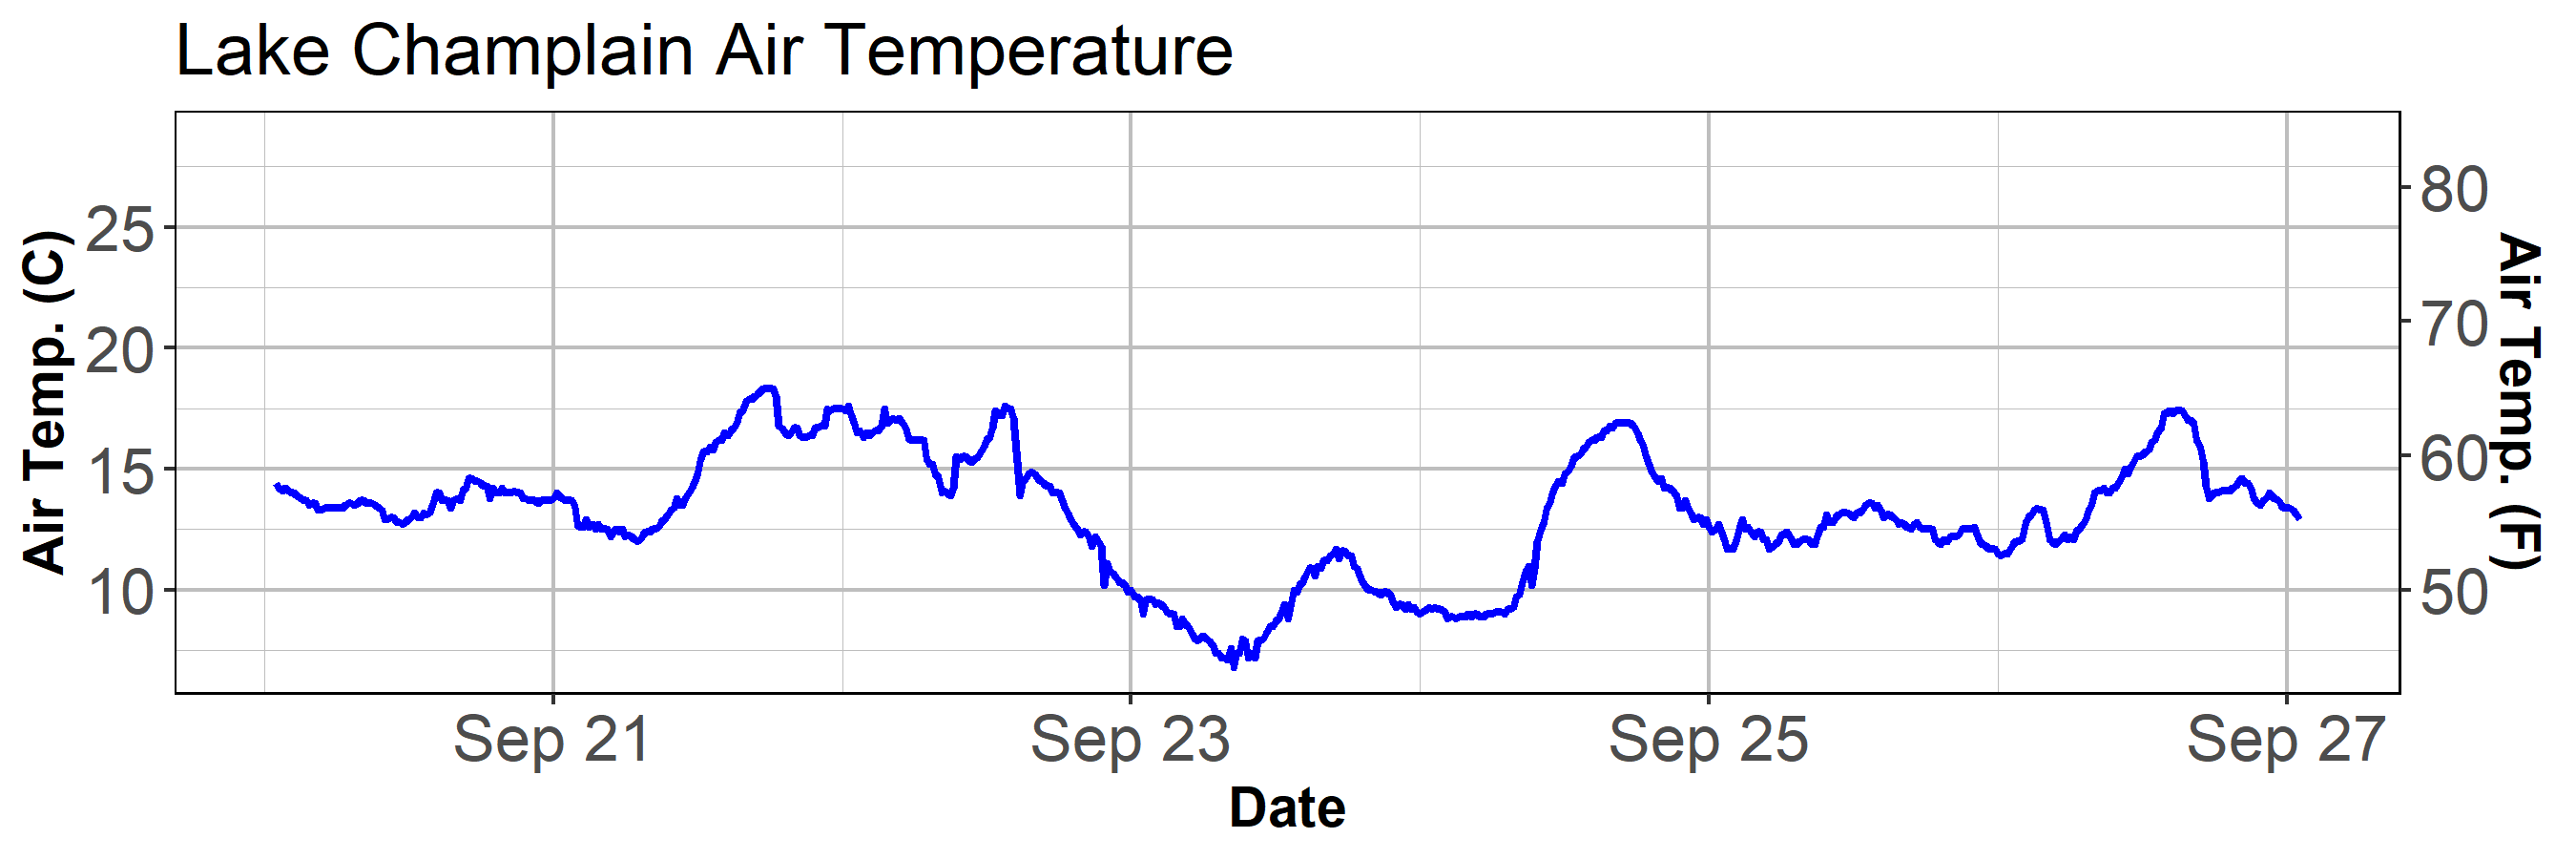 Lake Champlain Air Temperature
Air Temp. (C)
25
20
15
10
80
70
60
50
Air Temp. (F)
Sep 21
Sep 23
Sep 25
Sep 27
Date